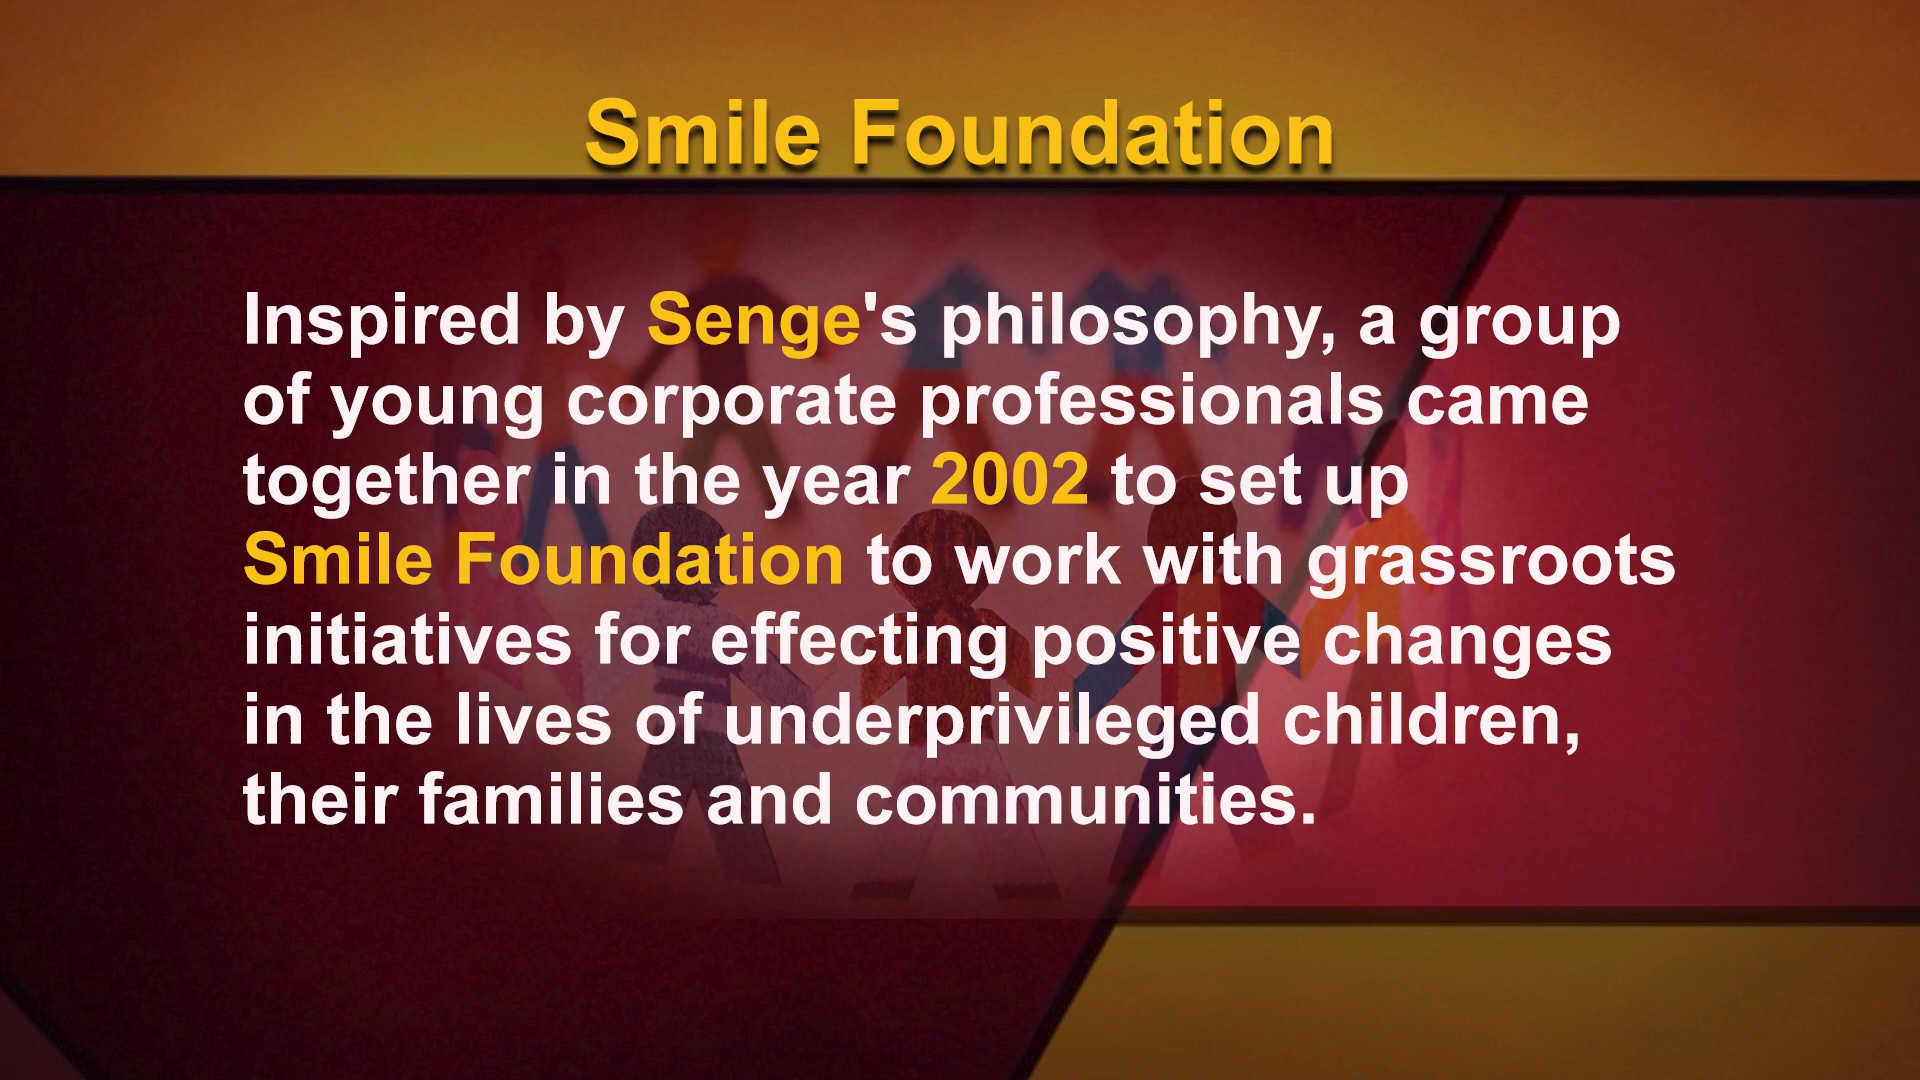 Smile Foundation
Inspired by Senge's philosophy, a group
of young corporate professionals came
together in the year 2002 to set up
Smile Foundation to work with grassroots
initiatives for effecting positive changes
in the lives of underprivileged children,
their families and communities.